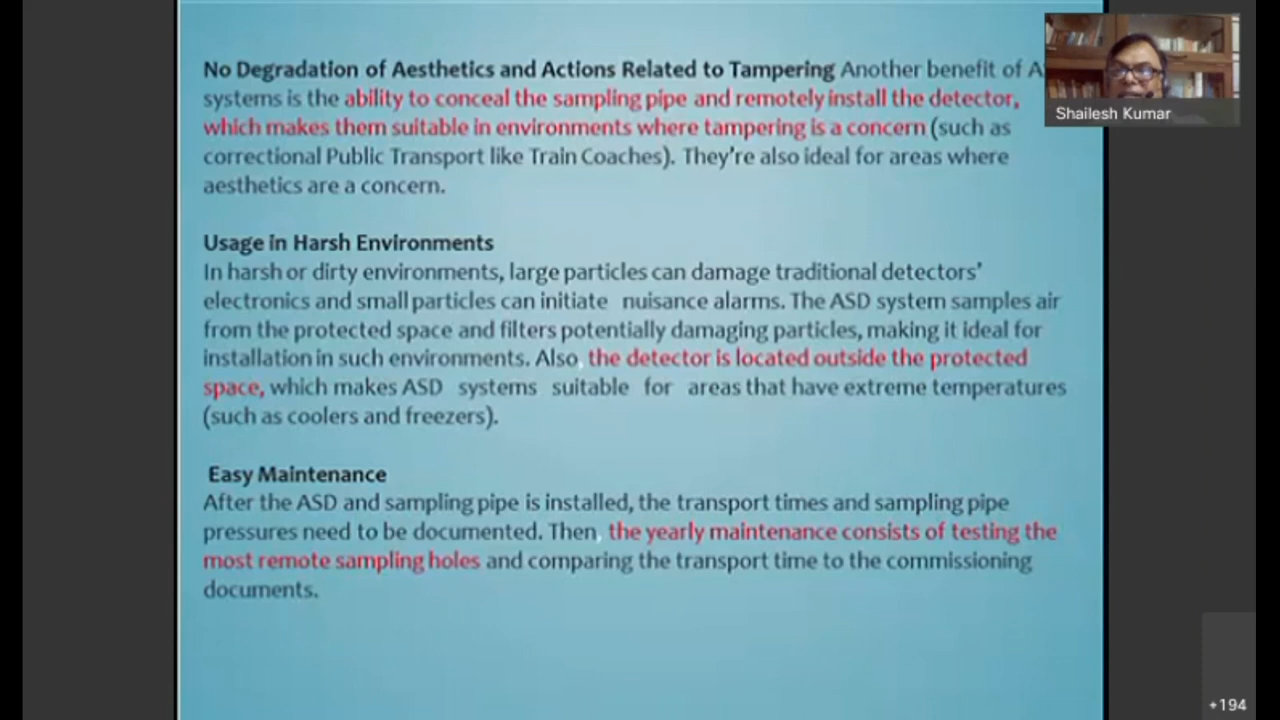 No Degradation of Aesthetics and Actions Related to Tampering Another benefit of A
systems is the ability to conceal the sampling pipe and remotely install the detector,
which makes them suitable in environments where tampering is a concern (such as
correctional Public Transport like Train Coaches). They're also ideal for areas where
aesthetics are a concern.
Usage in Harsh Environments
In harsh or dirty environments, large particles can damage traditional detectors'
electronics and small particles can initiate nuisance alarms. The ASD system samples air
from the protected space and filters potentially damaging particles, making it ideal for
installation in such environments. Also, the detector is located outside the protected
space, which makes ASD systems suitable for areas that have extreme temperatures
(such as coolers and freezers).
Easy Maintenance
After the ASD and sampling pipe is installed, the transport times and sampling pipe
pressures need to be documented. Then, the yearly maintenance consists of testing the
most remote sampling holes and comparing the transport time to the commissioning
documents.
Shailesh Kumar
+194